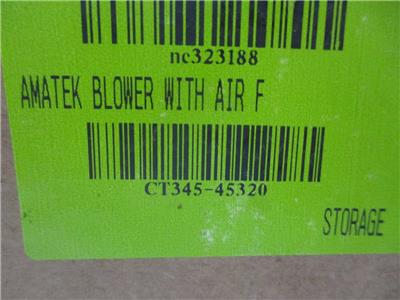 nc323188
AMATEK BLOWER WITH AIR F
CT345-45320
STORAGE